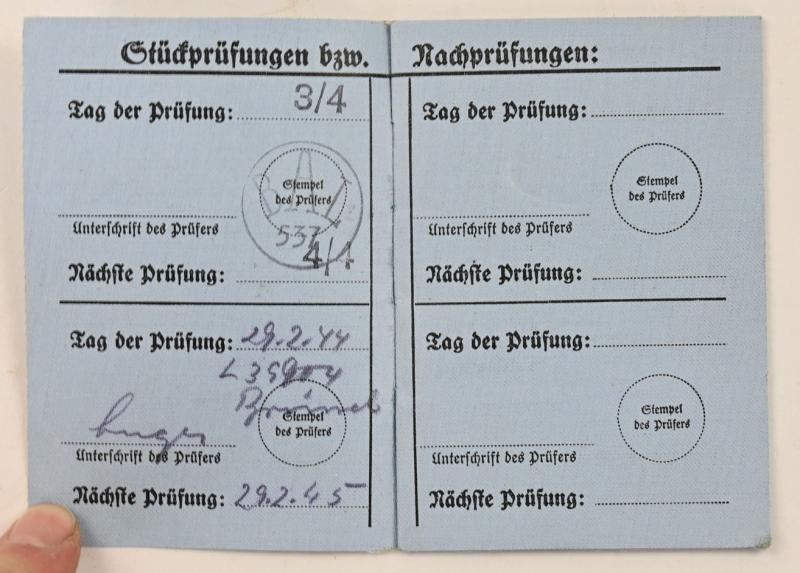 Stückprüfungen bzw.
Tag der Prüfung: 3/4
BAL
Stempel
des Prüfers
537
Unterschrift des Prüfers
4/4
Nächste Prüfung:
Tag der Prüfung: 29.2.44
Stempel
des Prüfers
Unterschrift des Prüfers
Nächste Prüfung: 29.2.45
Nachprüfungen:
Tag der Prüfung:
Stempel
des Prüfers
Unterschrift des Prüfers
Nächste Prüfung:
Tag der Prüfung:
Stempel
des Prüfers
Unterschrift des Prüfers
Nächste Prüfung: